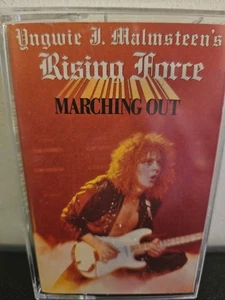 Yngwie J. Malmsteen's
Rising Force
MARCHING OUT